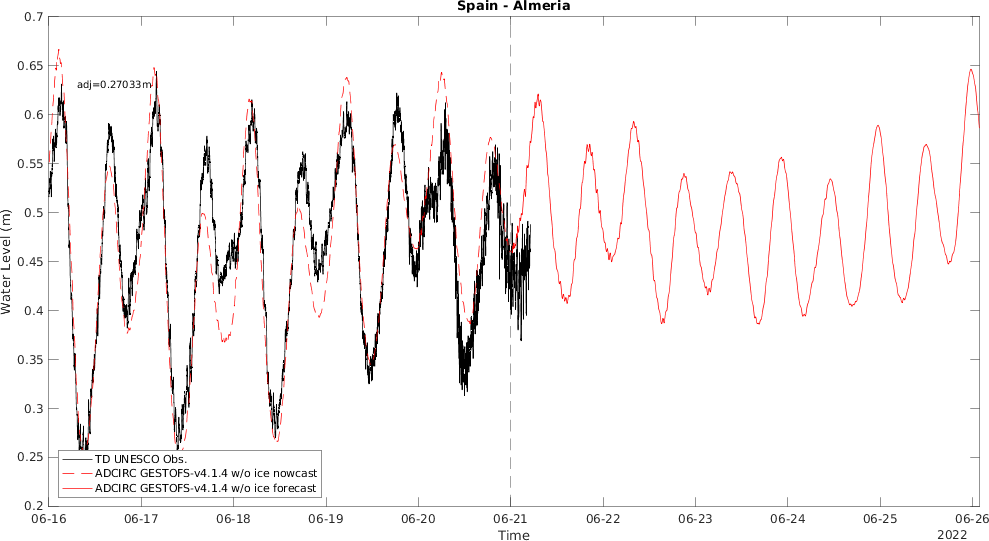 Spain - Almeria
0.7
0.65
0.6
0.55
0.5
0.45
0.4
0.35
0.3
0.25
0.2
Water Level (m)
adj=0.27033m
TD UNESCO Obs.
ADCIRC GESTOFS-v4.1.4 w/o ice nowcast
ADCIRC GESTOFS-v4.1.4 w/o ice forecast
06-16 06-17 06-18 06-19 06-20 06-21 06-22 06-23 06-24 06-25 06-26
Time
2022